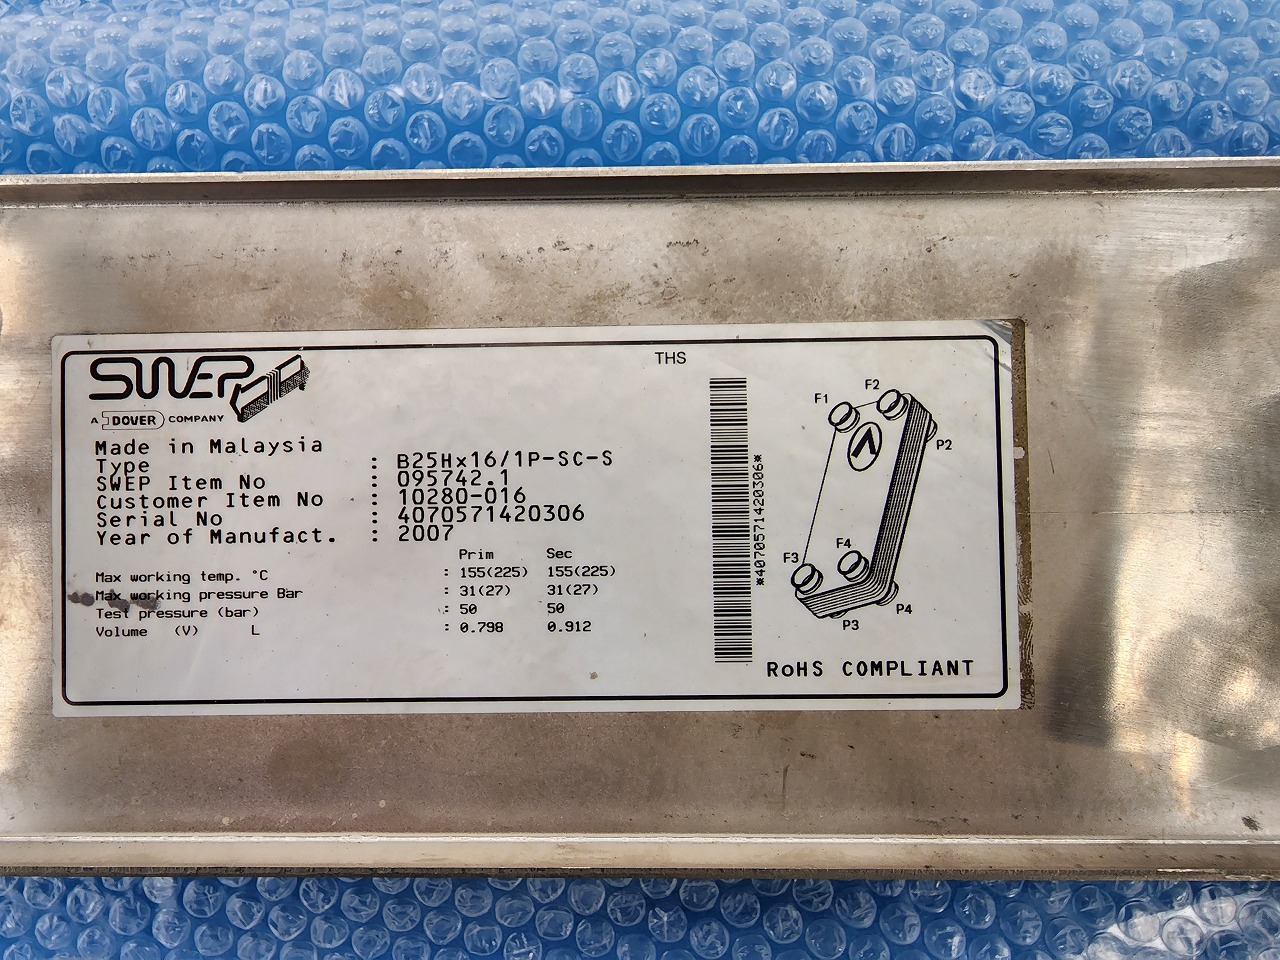 SWEP
A DOVER COMPANY
THS
Made in Malaysia
Type : B25Hx16/1P-SC-S
SWEP Item No : 095742.1
Customer Item No : 10280-016
Serial No : 4070571420306
Year of Manufact. : 2007
Prim Sec
Max working temp. °C : 155(225) 155(225)
Max working pressure Bar : 31(27) 31(27)
Test pressure (bar) : 50 50
Volume (V) L : 0.798 0.912
*4070571420306*
F1 F2
P2
F3 F4
P4
P3
RoHS COMPLIANT